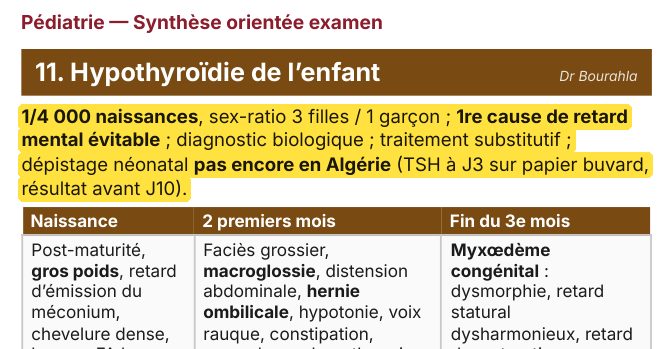 Pédiatrie — Synthèse orientée examen
11. Hypothyroïdie de l’enfant
Dr Bourahla
1/4 000 naissances, sex-ratio 3 filles / 1 garçon ; 1re cause de retard
mental évitable ; diagnostic biologique ; traitement substitutif ;
dépistage néonatal pas encore en Algérie (TSH à J3 sur papier buvard,
résultat avant J10).
Naissance
Post-maturité,
gros poids, retard
d’émission du
méconium,
chevelure dense,
2 premiers mois
Faciès grossier,
macroglossie, distension
abdominale, hernie
ombilicale, hypotonie, voix
rauque, constipation,
Fin du 3e mois
Myxœdème
congénital :
dysmorphie, retard
statural
dysharmonieux, retard